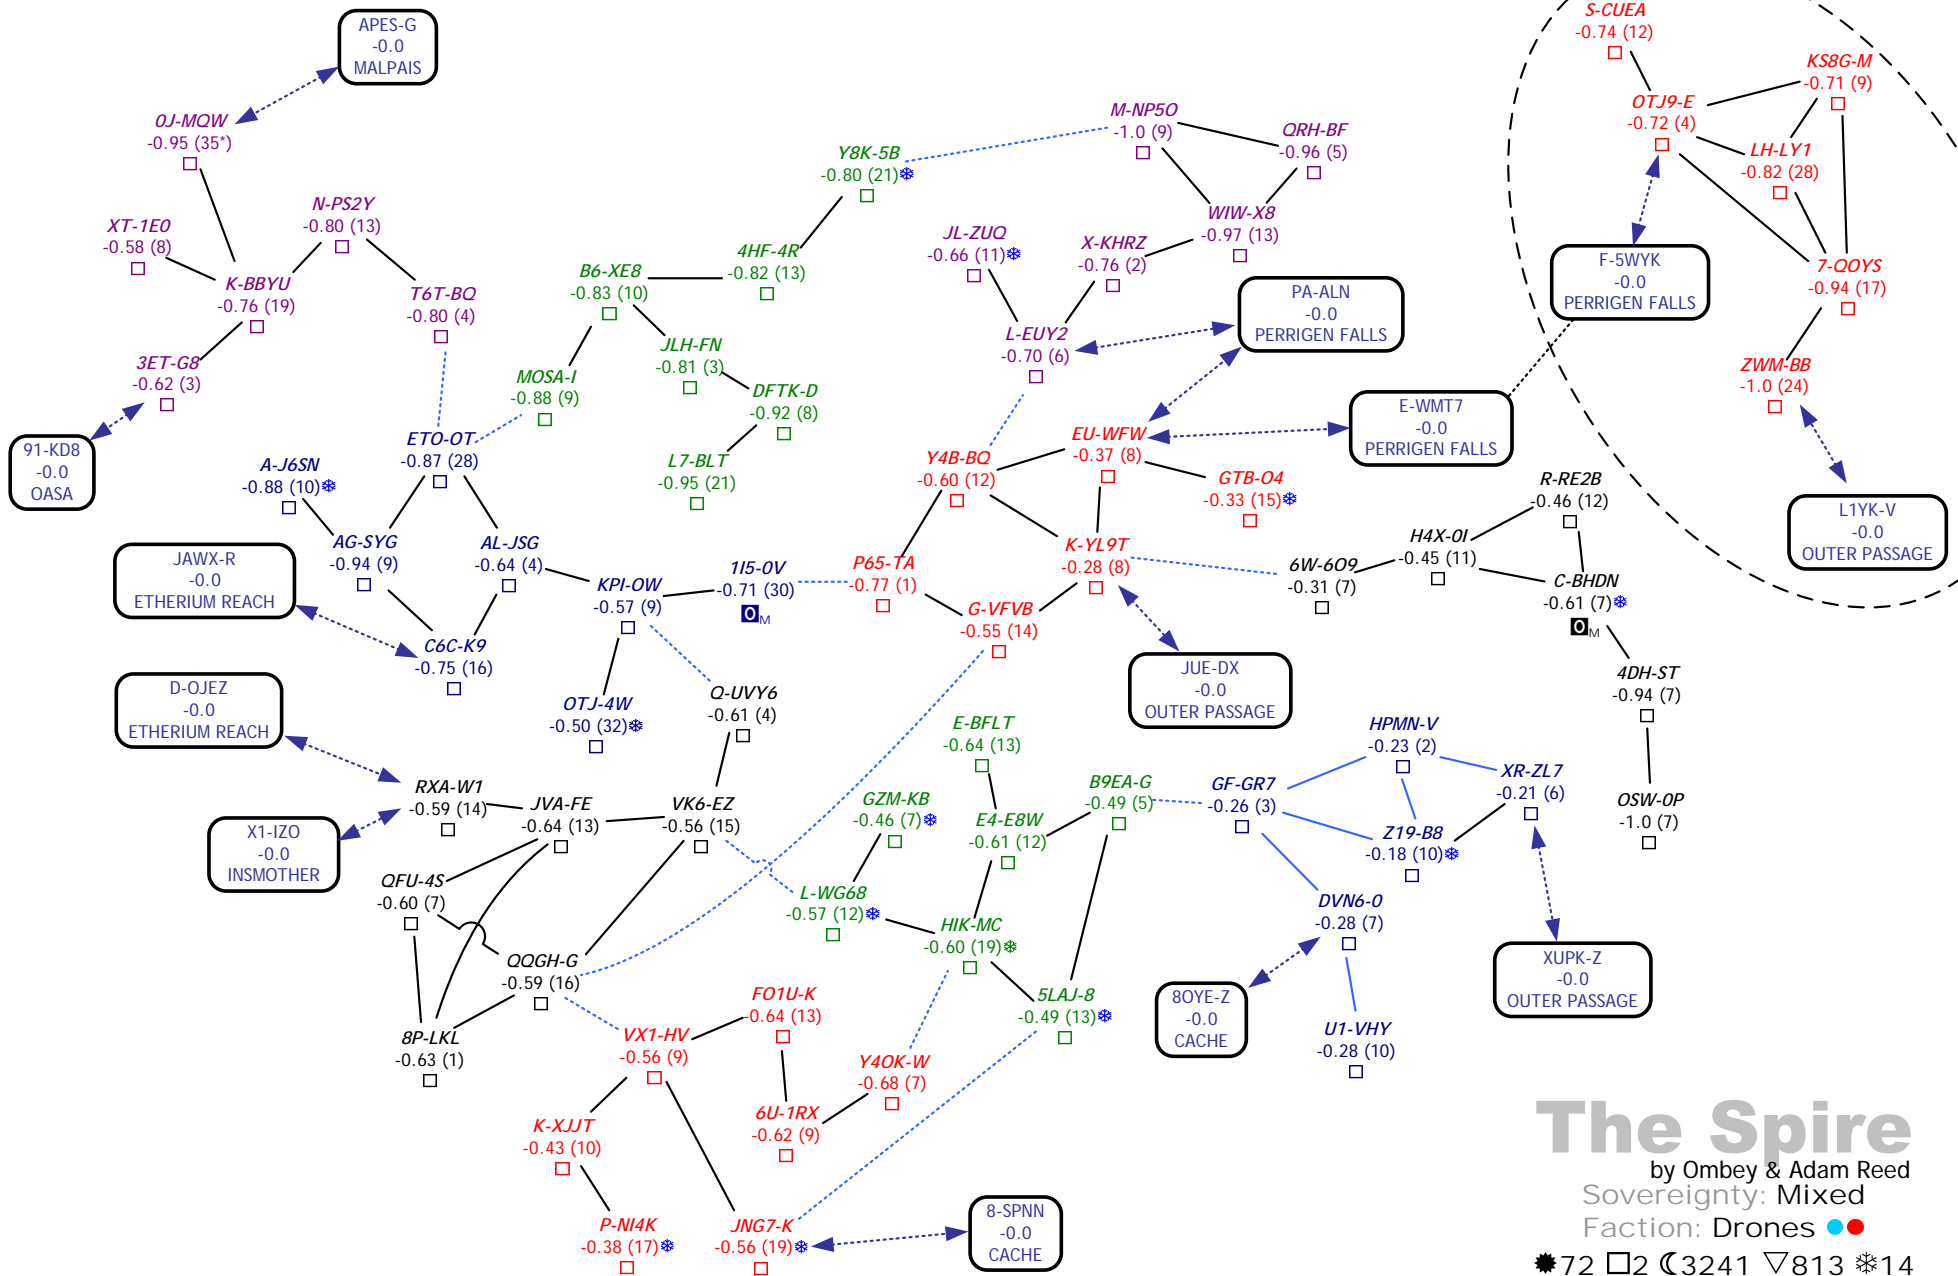 APES-G
-0.0
MALPAIS
S-CUEA
-0.74 (12)
KS8G-M
-0.71 (9)
OTJ9-E
-0.72 (4)
LH-LY1
-0.82 (28)
0J-MQW
-0.95 (35*)
M-NP5O
-1.0 (9)
QRH-BF
-0.96 (5)
Y8K-5B
-0.80 (21)
N-PS2Y
-0.80 (13)
XT-1E0
-0.58 (8)
WIW-X8
-0.97 (13)
JL-ZUQ
-0.66 (11)
X-KHRZ
-0.76 (2)
4HF-4R
-0.82 (13)
B6-XE8
-0.83 (10)
K-BBYU
-0.76 (19)
T6T-BQ
-0.80 (4)
F-5WYK
-0.0
PERRIGEN FALLS
7-QOYS
-0.94 (17)
PA-ALN
-0.0
PERRIGEN FALLS
L-EUY2
-0.70 (6)
JLH-FN
-0.81 (3)
3ET-G8
-0.62 (3)
MOSA-I
-0.88 (9)
DFTK-D
-0.92 (8)
ZWM-BB
-1.0 (24)
E-WMT7
-0.0
PERRIGEN FALLS
91-KD8
-0.0
OASA
ETO-OT
-0.87 (28)
EU-WFW
-0.37 (8)
A-J6SN
-0.88 (10)
L7-BLT
-0.95 (21)
Y4B-BQ
-0.60 (12)
GTB-O4
-0.33 (15)
R-RE2B
-0.46 (12)
L1YK-V
-0.0
OUTER PASSAGE
JAWX-R
-0.0
ETHERIUM REACH
AG-SYG
-0.94 (9)
AL-JSG
-0.64 (4)
KPI-OW
-0.57 (9)
1I5-0V
-0.71 (30)
O M
P65-TA
-0.77 (1)
K-YL9T
-0.28 (8)
6W-6O9
-0.31 (7)
H4X-0I
-0.45 (11)
C-BHDN
-0.61 (7)
O M
G-VFVB
-0.55 (14)
C6C-K9
-0.75 (16)
D-OJEZ
-0.0
ETHERIUM REACH
OTJ-4W
-0.50 (32)
Q-UVY6
-0.61 (4)
JUE-DX
-0.0
OUTER PASSAGE
4DH-ST
-0.94 (7)
E-BFLT
-0.64 (13)
HPMN-V
-0.23 (2)
RXA-W1
-0.59 (14)
JVA-FE
-0.64 (13)
VK6-EZ
-0.56 (15)
GZM-KB
-0.46 (7)
B9EA-G
-0.49 (5)
GF-GR7
-0.26 (3)
XR-ZL7
-0.21 (6)
OSW-0P
-1.0 (7)
X1-IZO
-0.0
INSMOTHER
E4-E8W
-0.61 (12)
Z19-B8
-0.18 (10)
QFU-4S
-0.60 (7)
L-WG68
-0.57 (12)
HIK-MC
-0.60 (19)
DVN6-0
-0.28 (7)
QQGH-G
-0.59 (16)
XUPK-Z
-0.0
OUTER PASSAGE
8OYE-Z
-0.0
CACHE
FO1U-K
-0.64 (13)
5LAJ-8
-0.49 (13)
8P-LKL
-0.63 (1)
VX1-HV
-0.56 (9)
U1-VHY
-0.28 (10)
Y4OK-W
-0.68 (7)
K-XJJT
-0.43 (10)
6U-1RX
-0.62 (9)
P-NI4K
-0.38 (17)
JNG7-K
-0.56 (19)
8-SPNN
-0.0
CACHE
The Spire
by Ombey & Adam Reed
Sovereignty: Mixed
Faction: Drones
✹72 □2 ☾3241 ▽813 ❄14